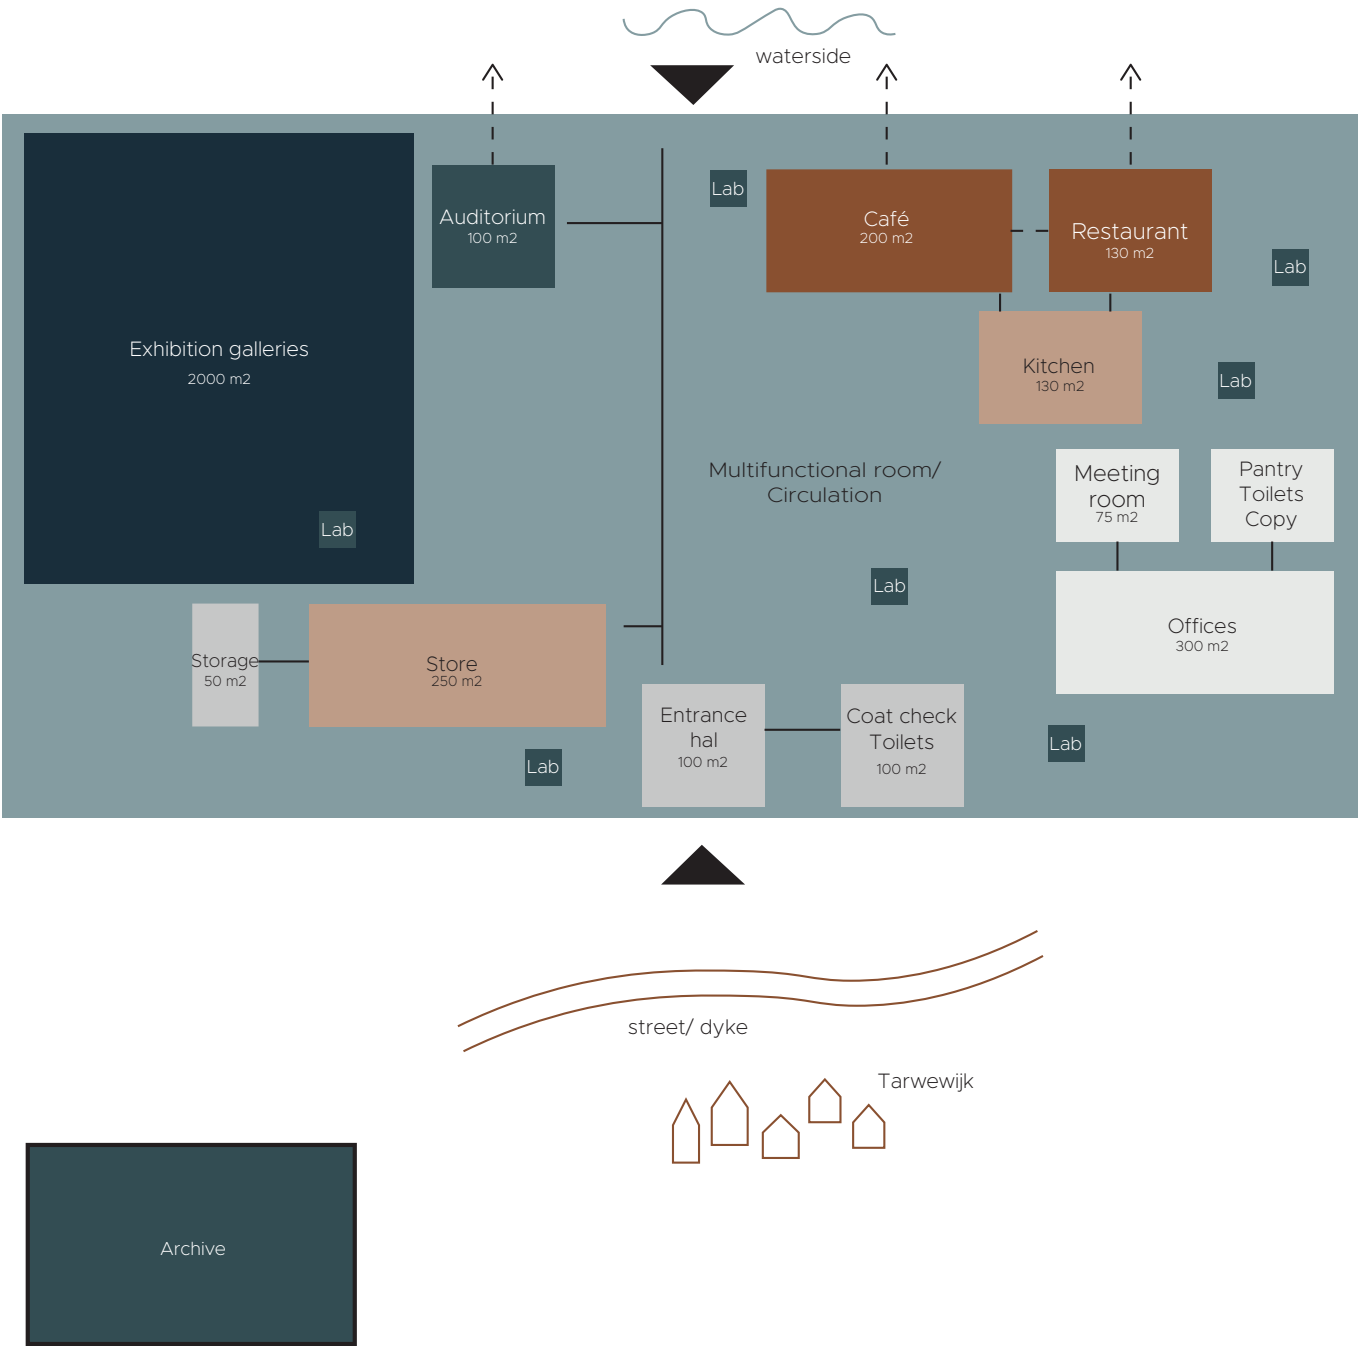 waterside
Auditorium
100 m2
Lab
Café
200 m2
Restaurant
130 m2
Lab
Exhibition galleries
2000 m2
Kitchen
130 m2
Lab
Multifunctional room/
Circulation
Meeting
room
75 m2
Pantry
Toilets
Copy
Lab
Lab
Offices
300 m2
Storage
50 m2
Store
250 m2
Entrance
hal
100 m2
Coat check
Toilets
100 m2
Lab
Lab
street/ dyke
Tarwewijk
Archive